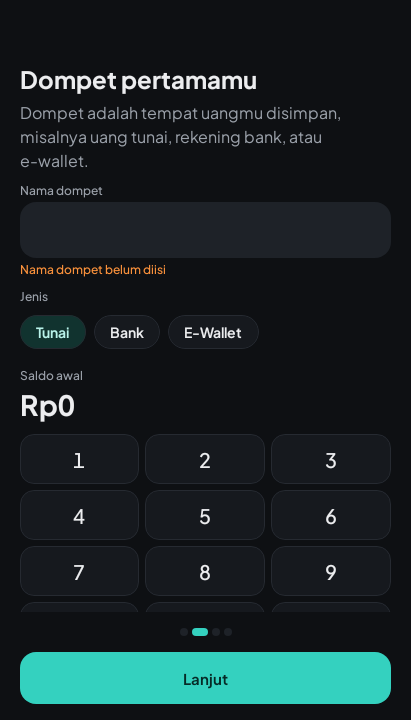 Dompet pertamamu
Dompet adalah tempat uangmu disimpan,
misalnya uang tunai, rekening bank, atau
e-wallet.
Nama dompet
Nama dompet belum diisi
Jenis
Tunai
Bank
E-Wallet
Saldo awal
Rp0
1
2
3
4
5
6
7
8
9
Lanjut